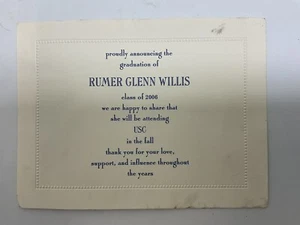 proudly announcing the
graduation of
RUMER GLENN WILLIS
class of 2006
we are happy to share that
she will be attending
USC
in the fall
thank you for your love,
support, and influence throughout
the years